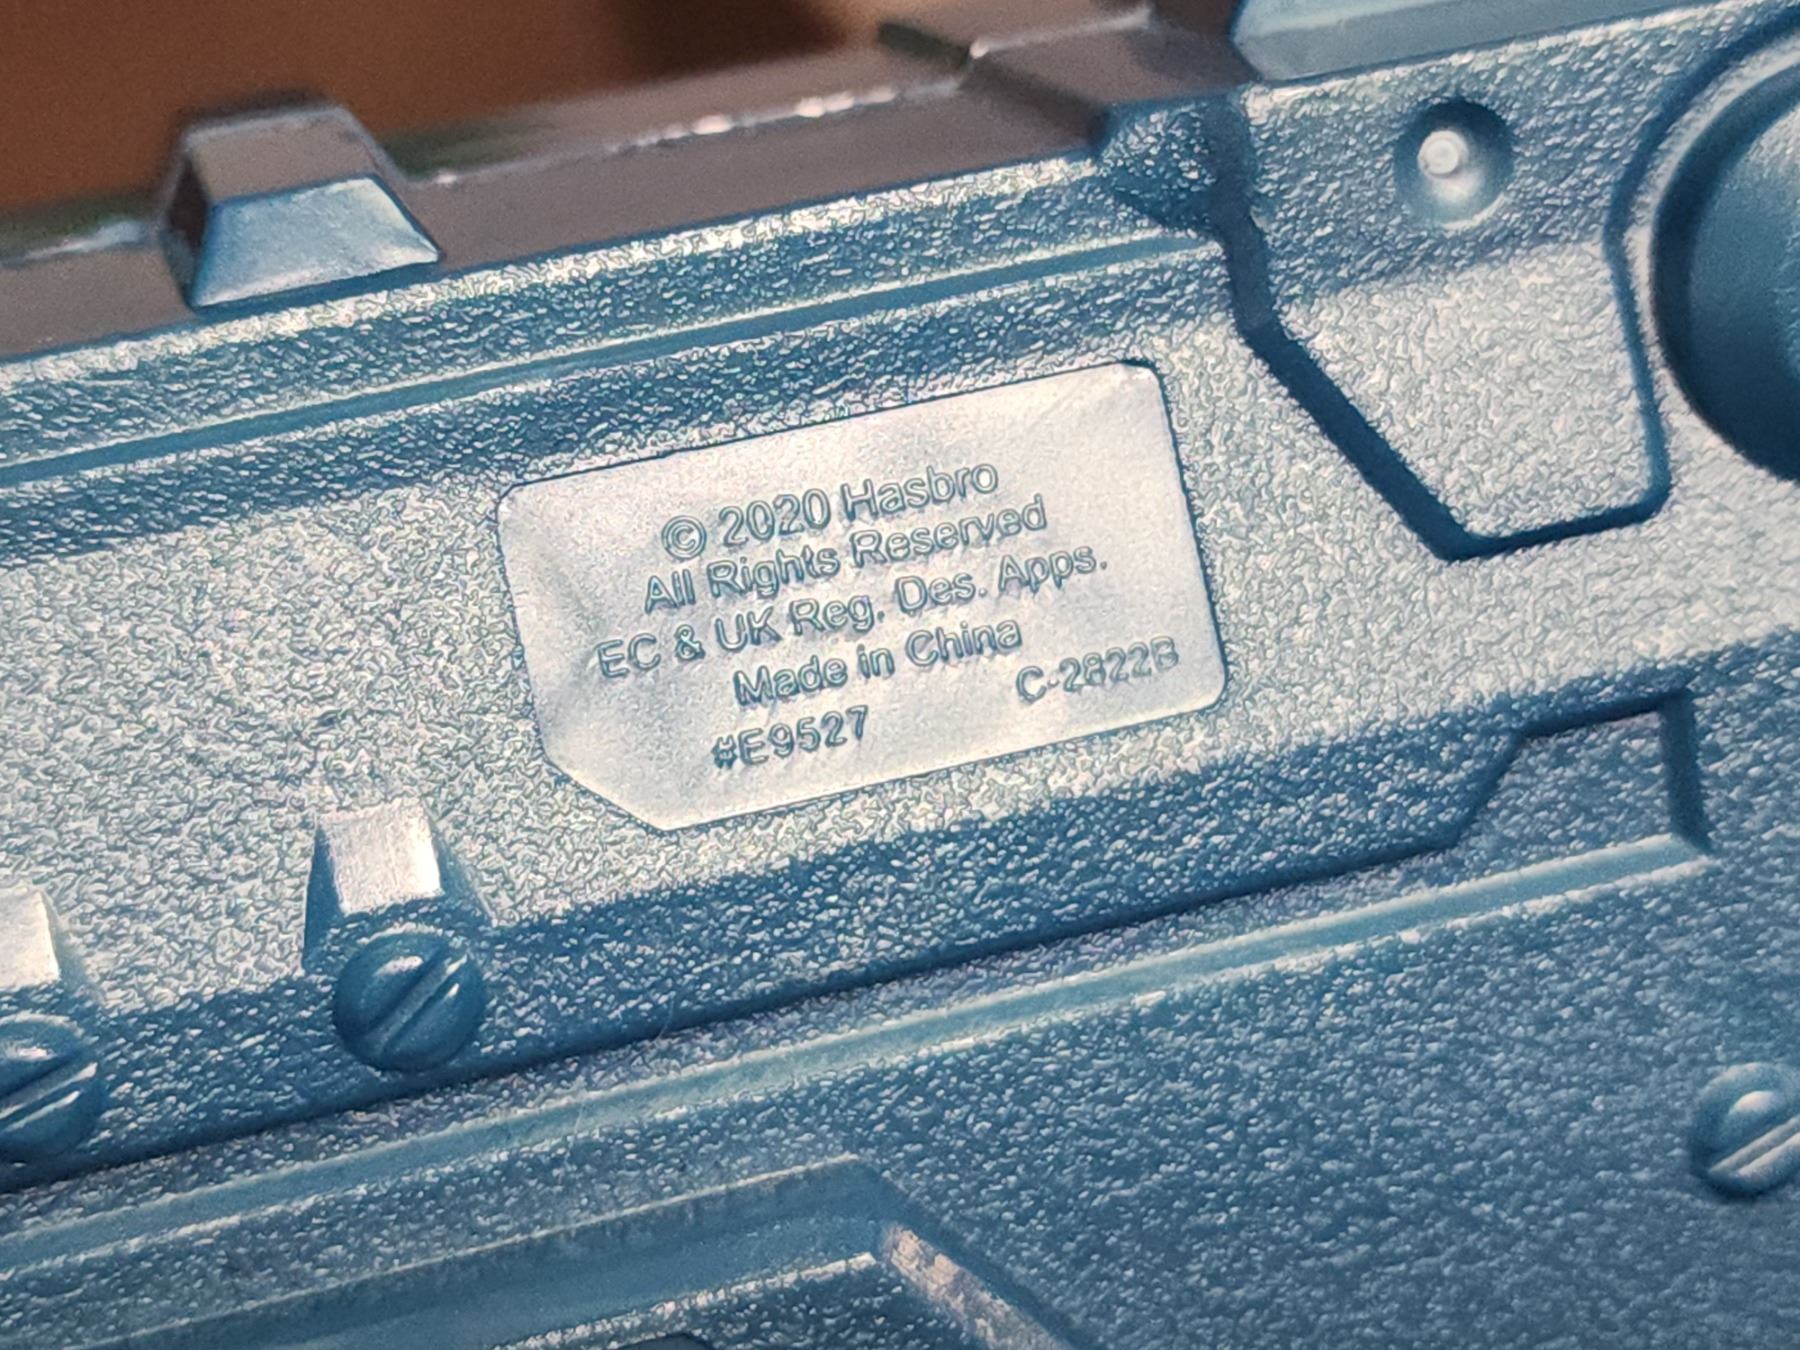 © 2020 Hasbro
All Rights Reserved
EC & UK Reg. Des. Apps.
Made in China
#E9527 C-2822B